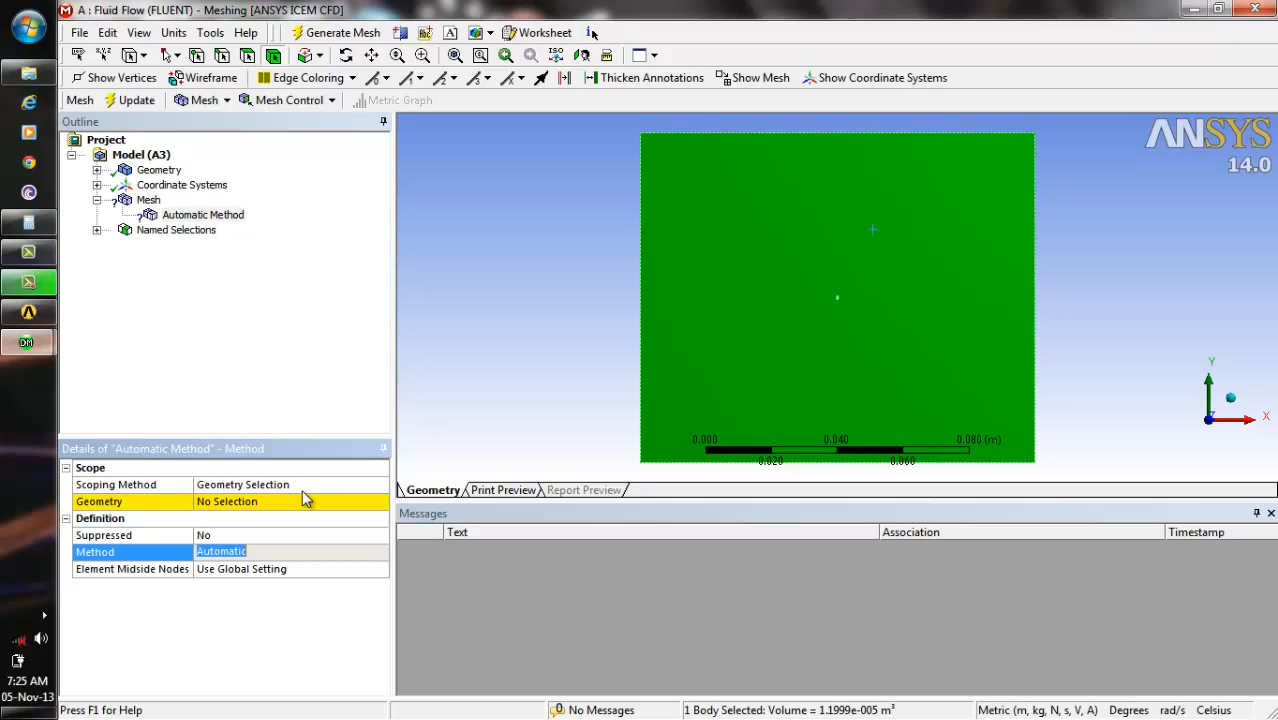 A : Fluid Flow (FLUENT) - Meshing [ANSYS ICEM CFD]
File Edit View Units Tools Help Generate Mesh Worksheet
Show Vertices Wireframe Edge Coloring Thicken Annotations Show Mesh Show Coordinate Systems
Mesh Update Mesh Mesh Control Metric Graph
Outline
Project
Model (A3)
Geometry
Coordinate Systems
Mesh
Automatic Method
Named Selections
ANSYS
14.0
Y
X
0.000 0.040 0.080 (m)
0.020 0.060
Details of "Automatic Method" - Method
Scope
Scoping Method Geometry Selection
Geometry No Selection
Definition
Suppressed No
Method Automatic
Element Midside Nodes Use Global Setting
Geometry Print Preview Report Preview
Messages
Text Association Timestamp
7:25 AM
05-Nov-13
Press F1 for Help No Messages 1 Body Selected: Volume = 1.1999e-005 m³ Metric (m, kg, N, s, V, A) Degrees rad/s Celsius